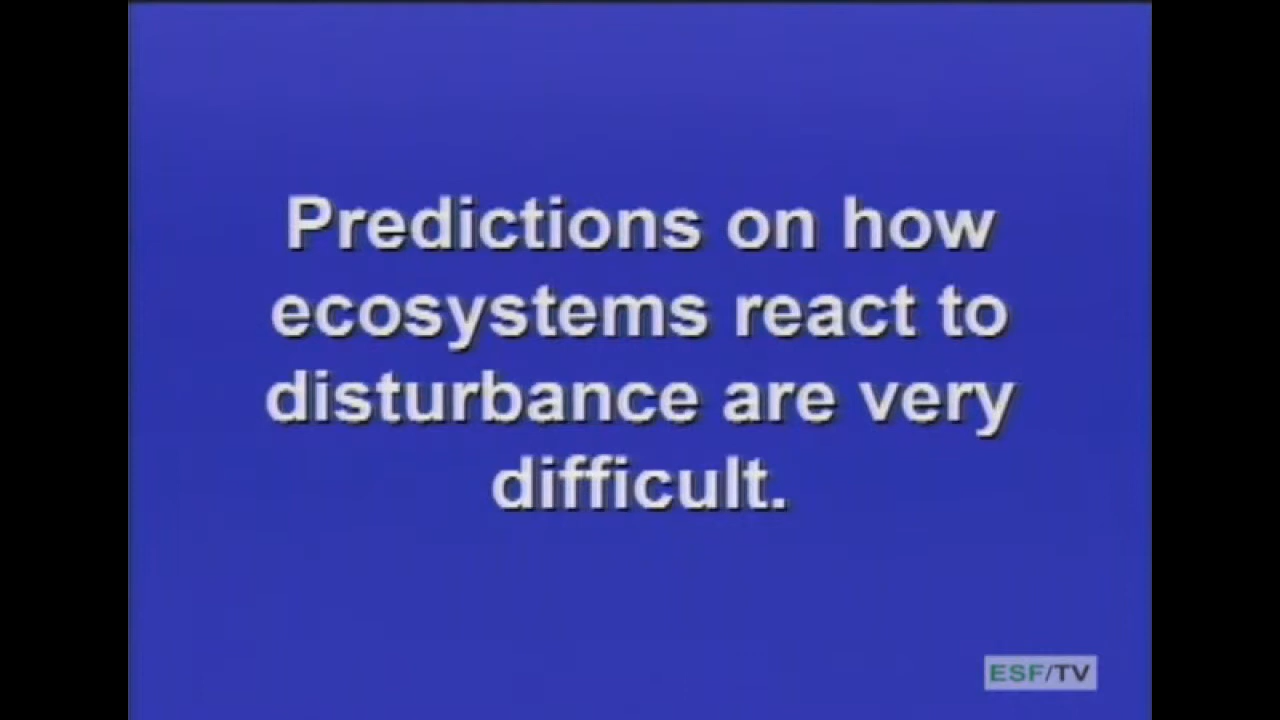 Predictions on how
ecosystems react to
disturbance are very
difficult.
ESF/TV